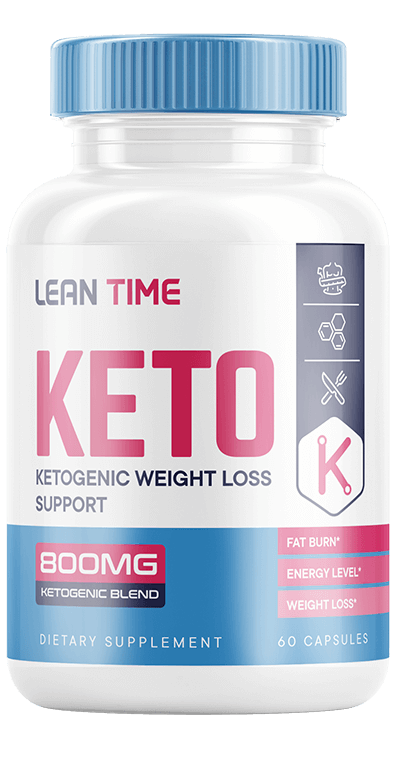 LEAN TIME
KETO
KETOGENIC WEIGHT LOSS
SUPPORT
800MG
KETOGENIC BLEND
DIETARY SUPPLEMENT
K
FAT BURN*
ENERGY LEVEL*
WEIGHT LOSS*
60 CAPSULES